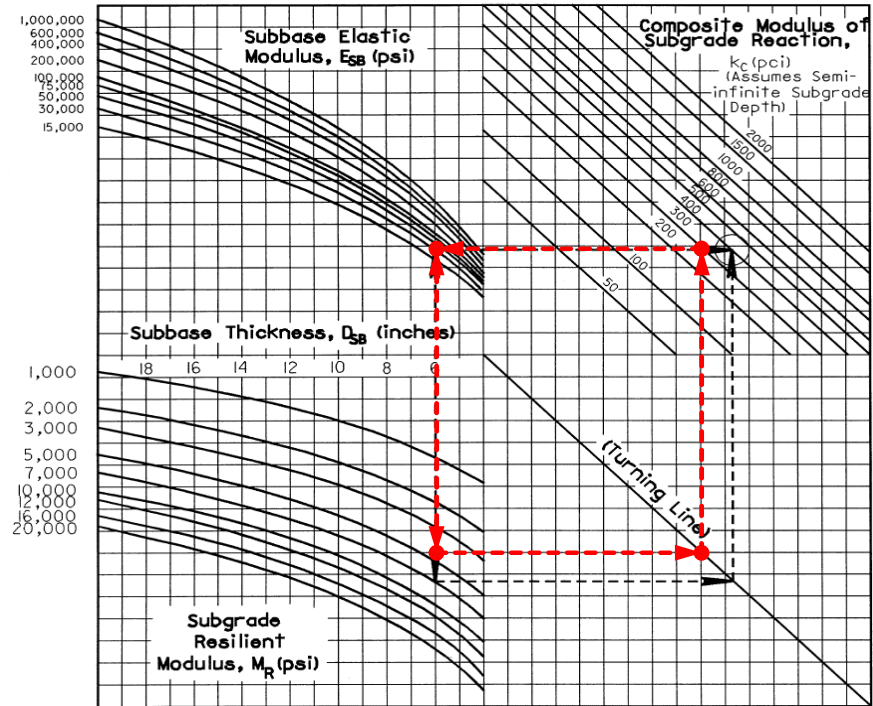 1,000,000
600,000
400,000
200,000
100,000
75,000
50,000
30,000
15,000
Subbase Elastic
Modulus, E_SB (psi)
Composite Modulus of
Subgrade Reaction,
k_c (pci)
(Assumes Semi-
infinite Subgrade
Depth)
2000
1500
1000
800
600
500
400
300
200
100
50
Subbase Thickness, D_SB (inches)
18 16 14 12 10 8 6
1,000
2,000
3,000
5,000
7,000
10,000
12,000
16,000
20,000
(Turning Line)
Subgrade
Resilient
Modulus, M_R (psi)